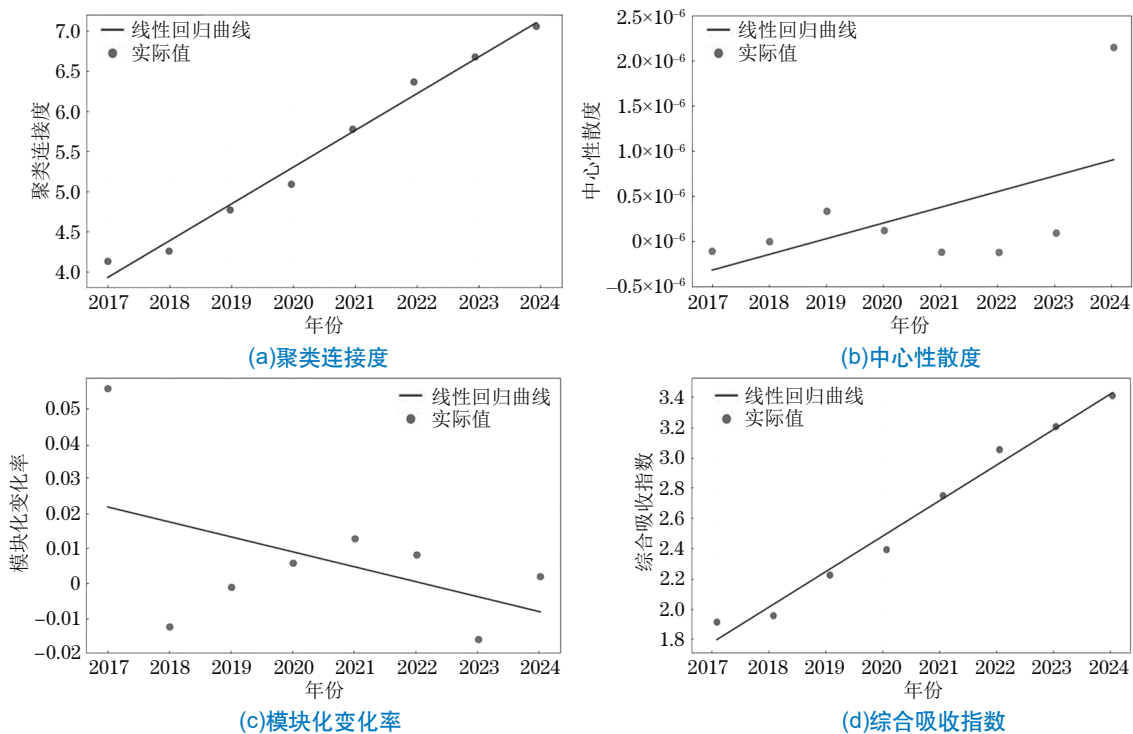 线性回归曲线
实际值
7.0
6.5
6.0
5.5
5.0
4.5
4.0
聚类连接度
2017 2018 2019 2020 2021 2022 2023 2024
年份
(a)聚类连接度
线性回归曲线
实际值
2.5×10⁻⁶
2.0×10⁻⁶
1.5×10⁻⁶
1.0×10⁻⁶
0.5×10⁻⁶
0×10⁻⁶
–0.5×10⁻⁶
中心性散度
2017 2018 2019 2020 2021 2022 2023 2024
年份
(b)中心性散度
线性回归曲线
实际值
0.05
0.04
0.03
0.02
0.01
0
–0.01
–0.02
模块化变化率
2017 2018 2019 2020 2021 2022 2023 2024
年份
(c)模块化变化率
线性回归曲线
实际值
3.4
3.2
3.0
2.8
2.6
2.4
2.2
2.0
1.8
综合吸收指数
2017 2018 2019 2020 2021 2022 2023 2024
年份
(d)综合吸收指数